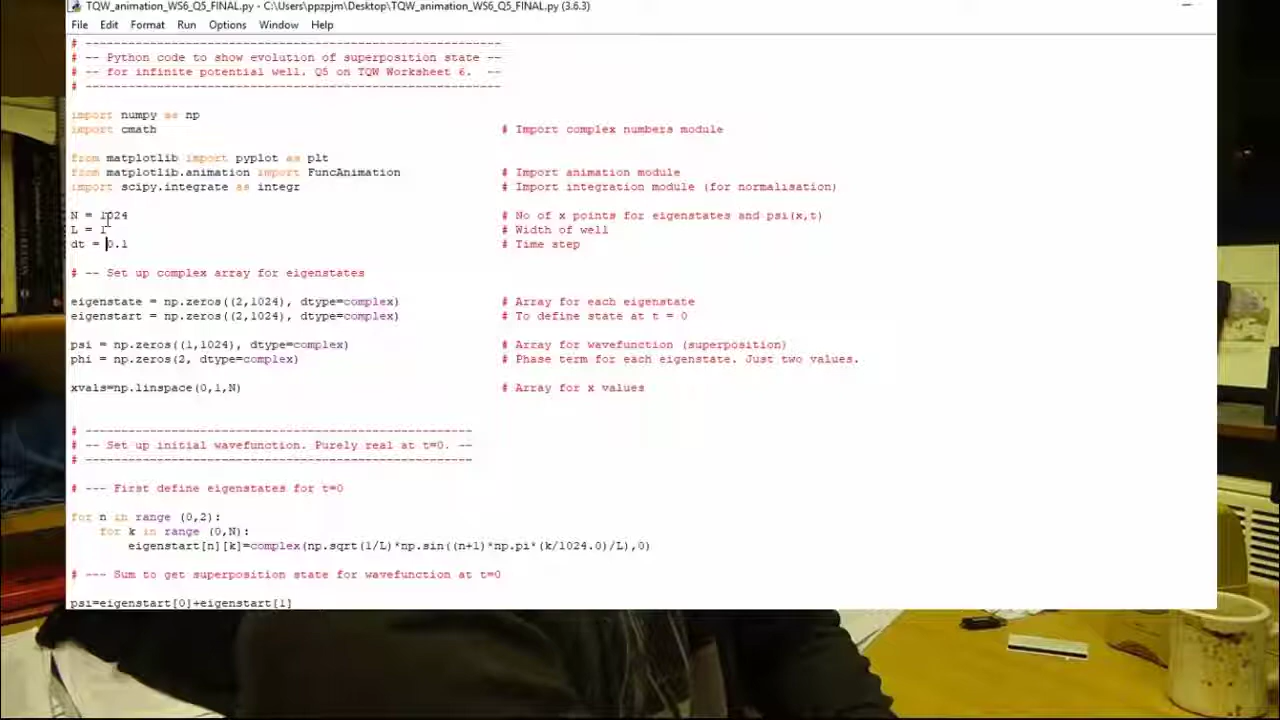 TQW_animation_WS6_Q5_FINAL.py - C:\Users\ppzpjm\Desktop\TQW_animation_WS6_Q5_FINAL.py (3.6.3)
File Edit Format Run Options Window Help
# ----------------------------------------------------------
# -- Python code to show evolution of superposition state --
# -- for infinite potential well. Q5 on TQW Worksheet 6.  --
# ----------------------------------------------------------
import numpy as np
import cmath # Import complex numbers module
from matplotlib import pyplot as plt
from matplotlib.animation import FuncAnimation # Import animation module
import scipy.integrate as integr # Import integration module (for normalisation)
N = 1024 # No of x points for eigenstates and psi(x,t)
L = 1 # Width of well
dt = 0.1 # Time step
# -- Set up complex array for eigenstates
eigenstate = np.zeros((2,1024), dtype=complex) # Array for each eigenstate
eigenstart = np.zeros((2,1024), dtype=complex) # To define state at t = 0
psi = np.zeros((1,1024), dtype=complex) # Array for wavefunction (superposition)
phi = np.zeros(2, dtype=complex) # Phase term for each eigenstate. Just two values.
xvals=np.linspace(0,1,N) # Array for x values
# ------------------------------------------------------
# -- Set up initial wavefunction. Purely real at t=0. --
# ------------------------------------------------------
# --- First define eigenstates for t=0
for n in range (0,2):
for k in range (0,N):
eigenstart[n][k]=complex(np.sqrt(1/L)*np.sin((n+1)*np.pi*(k/1024.0)/L),0)
# --- Sum to get superposition state for wavefunction at t=0
psi=eigenstart[0]+eigenstart[1]